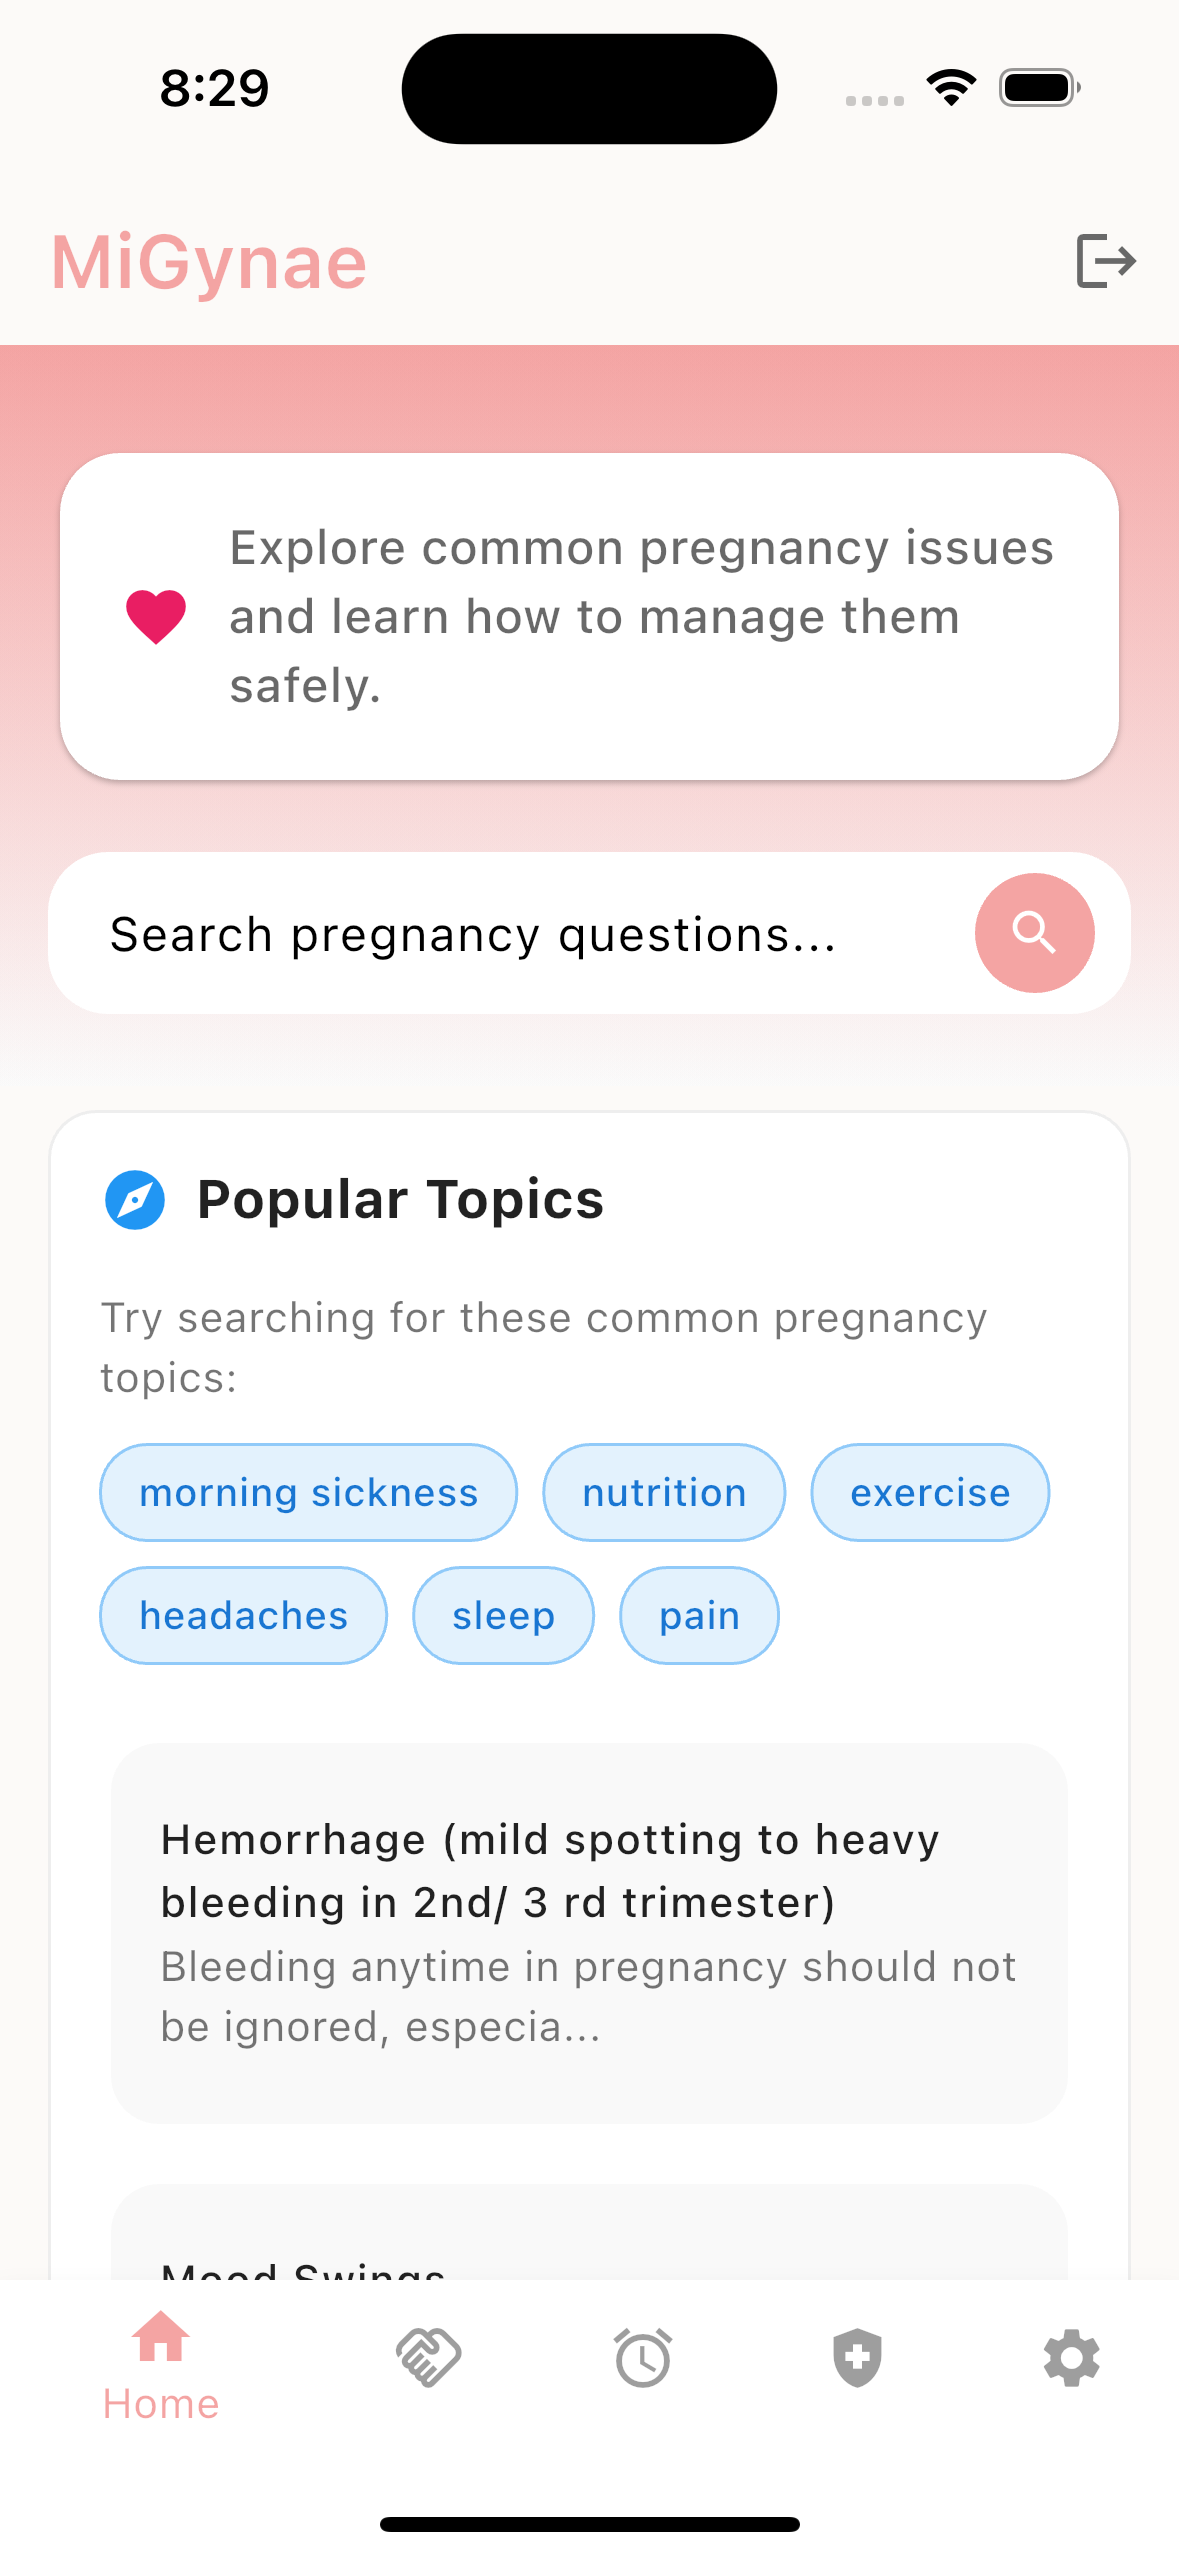 8:29
MiGynae
Explore common pregnancy issues
and learn how to manage them
safely.
Search pregnancy questions...
Popular Topics
Try searching for these common pregnancy
topics:
morning sickness
nutrition
exercise
headaches
sleep
pain
Hemorrhage (mild spotting to heavy
bleeding in 2nd/ 3 rd trimester)
Bleeding anytime in pregnancy should not
be ignored, especia...
Mood Swings
Home